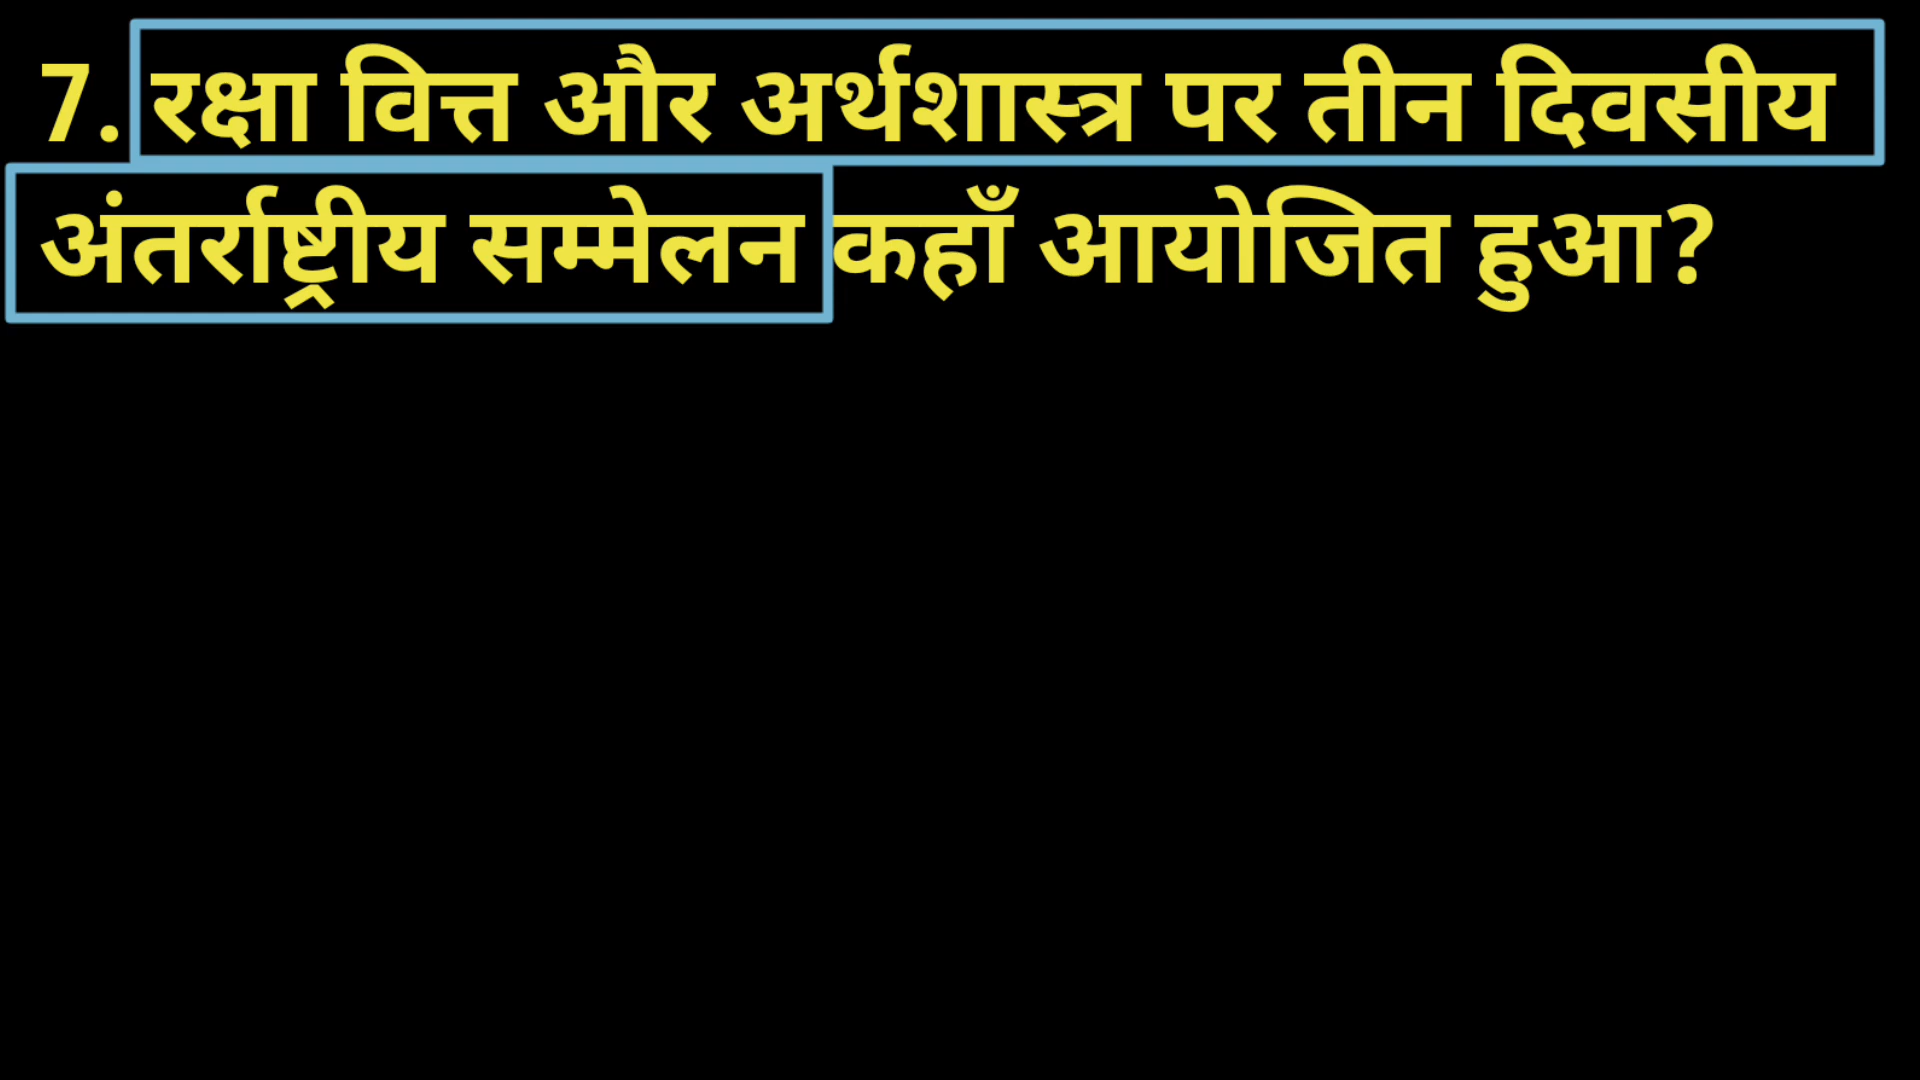 7. रक्षा वित्त और अर्थशास्त्र पर तीन दिवसीय
अंतर्राष्ट्रीय सम्मेलन कहाँ आयोजित हुआ?